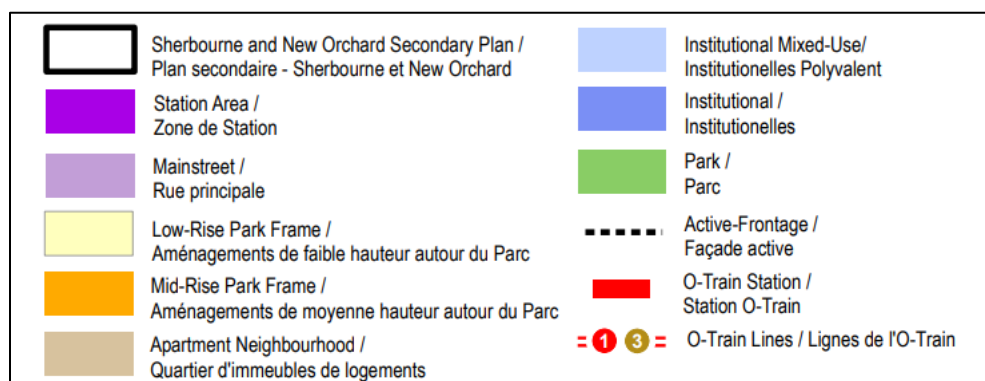 Sherbourne and New Orchard Secondary Plan /
Plan secondaire - Sherbourne et New Orchard
Station Area /
Zone de Station
Mainstreet /
Rue principale
Low-Rise Park Frame /
Aménagements de faible hauteur autour du Parc
Mid-Rise Park Frame /
Aménagements de moyenne hauteur autour du Parc
Apartment Neighbourhood /
Quartier d'immeubles de logements
Institutional Mixed-Use/
Institutionelles Polyvalent
Institutional /
Institutionelles
Park /
Parc
Active-Frontage /
Façade active
O-Train Station /
Station O-Train
1 3 O-Train Lines / Lignes de l'O-Train